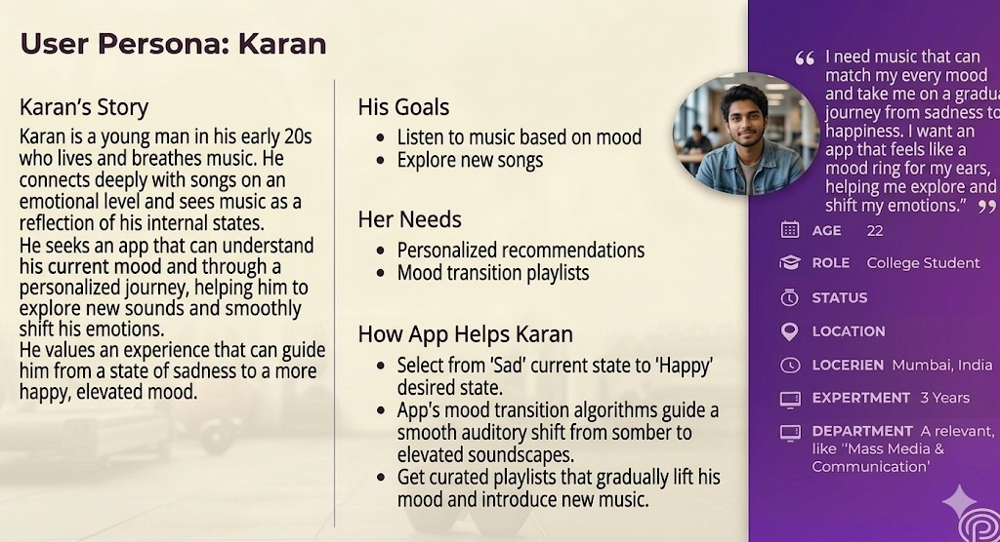 User Persona: Karan
Karan's Story
Karan is a young man in his early 20s
who lives and breathes music. He
connects deeply with songs on an
emotional level and sees music as a
reflection of his internal states.
He seeks an app that can understand
his current mood and through a
personalized journey, helping him to
explore new sounds and smoothly
shift his emotions.
He values an experience that can guide
him from a state of sadness to a more
happy, elevated mood.
His Goals
• Listen to music based on mood
• Explore new songs
Her Needs
• Personalized recommendations
• Mood transition playlists
How App Helps Karan
• Select from 'Sad' current state to 'Happy'
desired state.
• App's mood transition algorithms guide a
smooth auditory shift from somber to
elevated soundscapes.
• Get curated playlists that gradually lift his
mood and introduce new music.
“ I need music that can
match my every mood
and take me on a gradua
journey from sadness to
happiness. I want an
app that feels like a
mood ring for my ears,
helping me explore and
shift my emotions.” ”
AGE 22
ROLE College Student
STATUS
LOCATION
LOCERIEN Mumbai, India
EXPERTMENT 3 Years
DEPARTMENT A relevant,
like “Mass Media &
Communication’